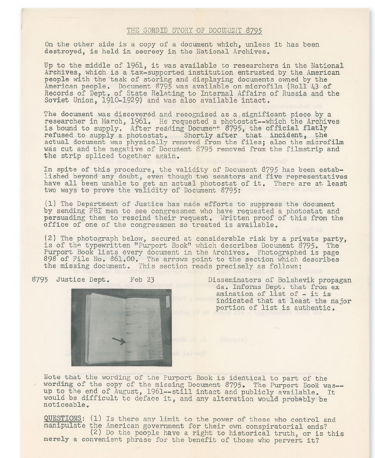 THE SORDID STORY OF DOCUMENT 8795
On the other side is a copy of a document which, unless it has been
destroyed, is held in secrecy in the National Archives.
Up to the middle of 1961, it was available to researchers in the National
Archives, which is a tax-supported institution entrusted by the American
people with the task of storing and displaying documents owned by the
American people. Document 8795 was available on microfilm (Roll 43 of
Records of Dept. of State Relating to Internal Affairs of Russia and the
Soviet Union, 1910-1929) and was also available intact.
The document was discovered and recognized as a significant piece by a
researcher in March, 1961. He requested a photostat--which the Archives
is bound to supply. After reading Document 8795, the official flatly
refused to supply a photostat. Shortly after that incident, the
actual document was physically removed from the files; also the microfilm
was cut and the negative of Document 8795 removed from the filmstrip and
the strip spliced together again.
In spite of this procedure, the validity of Document 8795 has been estab-
lished beyond any doubt, even though two senators and five representatives
have all been unable to get an actual photostat of it. There are at least
two ways to prove the validity of Document 8795:
(1) The Department of Justice has made efforts to suppress the document
by sending FBI men to see congressmen who have requested a photostat and
persuading them to rescind their request. Written proof of this from the
office of one of the congressmen so treated is available.
(2) The photograph below, secured at considerable risk by a private party,
is of the typewritten "Purport Book" which describes Document 8795. The
Purport Book lists every document in the Archives. Photographed is page
898 of File No. 861.00. The arrows point to the section which describes
the missing document. This section reads precisely as follows:
8795 Justice Dept. Feb 23 Disseminators of Bolshevik propagan
da. Informs Dept. that from ex
amination of list of - it is
indicated that at least the major
portion of list is authentic.
Note that the wording of the Purport Book is identical to part of the
wording of the copy of the missing Document 8795. The Purport Book was--
up to the end of August, 1961--still intact and publicly available. It
would be difficult to deface it, and any alteration would probably be
noticeable.
QUESTIONS: (1) Is there any limit to the power of those who control and
manipulate the American government for their own conspiratorial ends?
(2) Do the people have a right to historical truth, or is this
merely a convenient phrase for the benefit of those who pervert it?